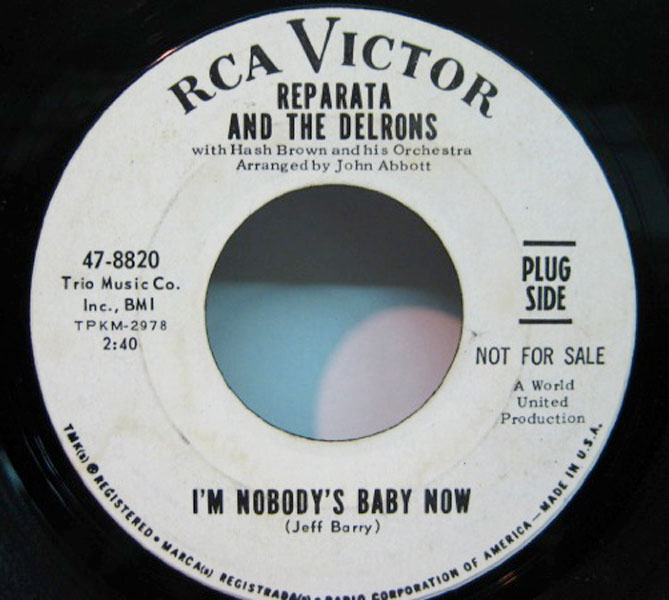 RCA VICTOR
REPARATA
AND THE DELRONS
with Hash Brown and his Orchestra
Arranged by John Abbott
47-8820
Trio Music Co.
Inc., BMI
TPKM-2978
2:40
PLUG
SIDE
NOT FOR SALE
A World
United
Production
I'M NOBODY'S BABY NOW
(Jeff Barry)
TMK(s) ® REGISTERED • MARCA(s) REGISTRADA(s) • RADIO CORPORATION OF AMERICA—MADE IN U.S.A.